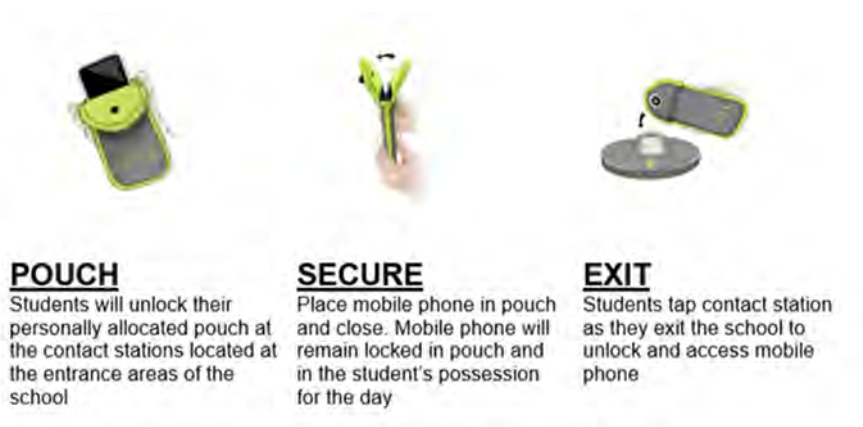 POUCH
Students will unlock their
personally allocated pouch at
the contact stations located at
the entrance areas of the
school
SECURE
Place mobile phone in pouch
and close. Mobile phone will
remain locked in pouch and
in the student's possession
for the day
EXIT
Students tap contact station
as they exit the school to
unlock and access mobile
phone